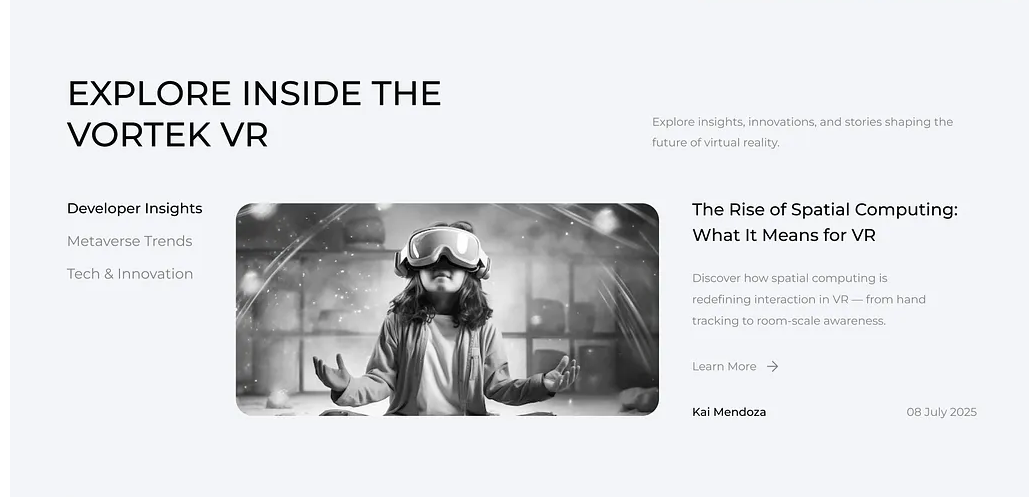 EXPLORE INSIDE THE
VORTEK VR
Explore insights, innovations, and stories shaping the
future of virtual reality.
Developer Insights
Metaverse Trends
Tech & Innovation
The Rise of Spatial Computing:
What It Means for VR
Discover how spatial computing is
redefining interaction in VR — from hand
tracking to room-scale awareness.
Learn More →
Kai Mendoza
08 July 2025